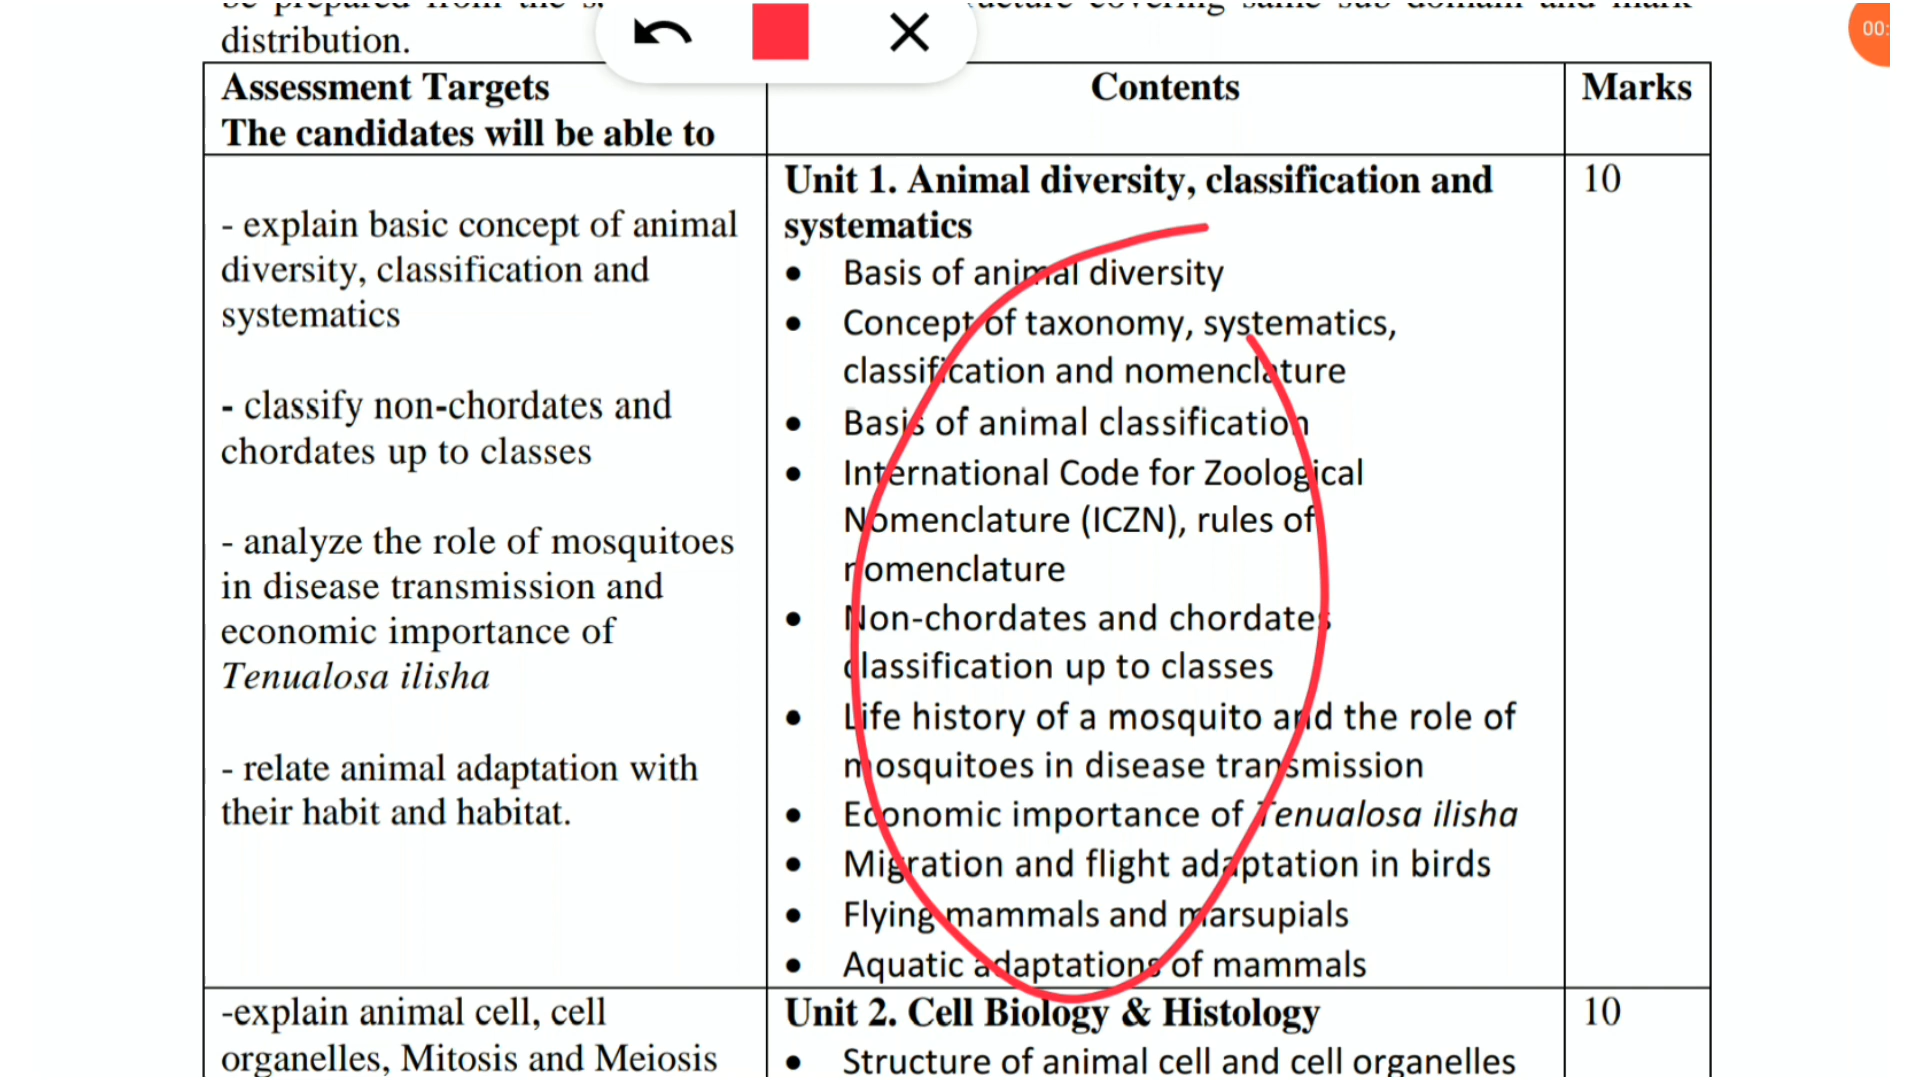 distribution.
Assessment Targets
The candidates will be able to
Contents
Marks
- explain basic concept of animal
diversity, classification and
systematics
- classify non-chordates and
chordates up to classes
- analyze the role of mosquitoes
in disease transmission and
economic importance of
Tenualosa ilisha
- relate animal adaptation with
their habit and habitat.
Unit 1. Animal diversity, classification and
systematics
• Basis of animal diversity
• Concept of taxonomy, systematics,
classification and nomenclature
• Basis of animal classification
• International Code for Zoological
Nomenclature (ICZN), rules of
nomenclature
• Non-chordates and chordates
classification up to classes
• Life history of a mosquito and the role of
mosquitoes in disease transmission
• Economic importance of Tenualosa ilisha
• Migration and flight adaptation in birds
• Flying mammals and marsupials
• Aquatic adaptations of mammals
10
-explain animal cell, cell
organelles, Mitosis and Meiosis
Unit 2. Cell Biology & Histology
• Structure of animal cell and cell organelles
10
00: